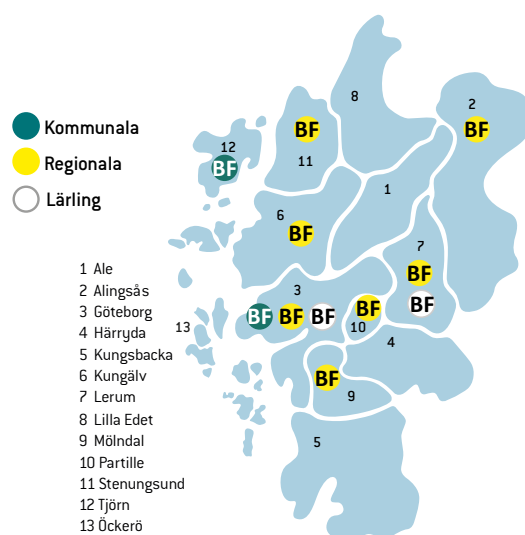 8
2
BF
BF
Kommunala
12
Regionala
11
BF
1
Lärling
6
BF
7
BF
1 Ale
2 Alingsås
3
BF
3 Göteborg
BF
BF
BF
BF
13
10
4 Härryda
4
5 Kungsbacka
6 Kungälv
BF
7 Lerum
9
8 Lilla Edet
9 Mölndal
5
10 Partille
11 Stenungsund
12 Tjörn
13 Öckerö